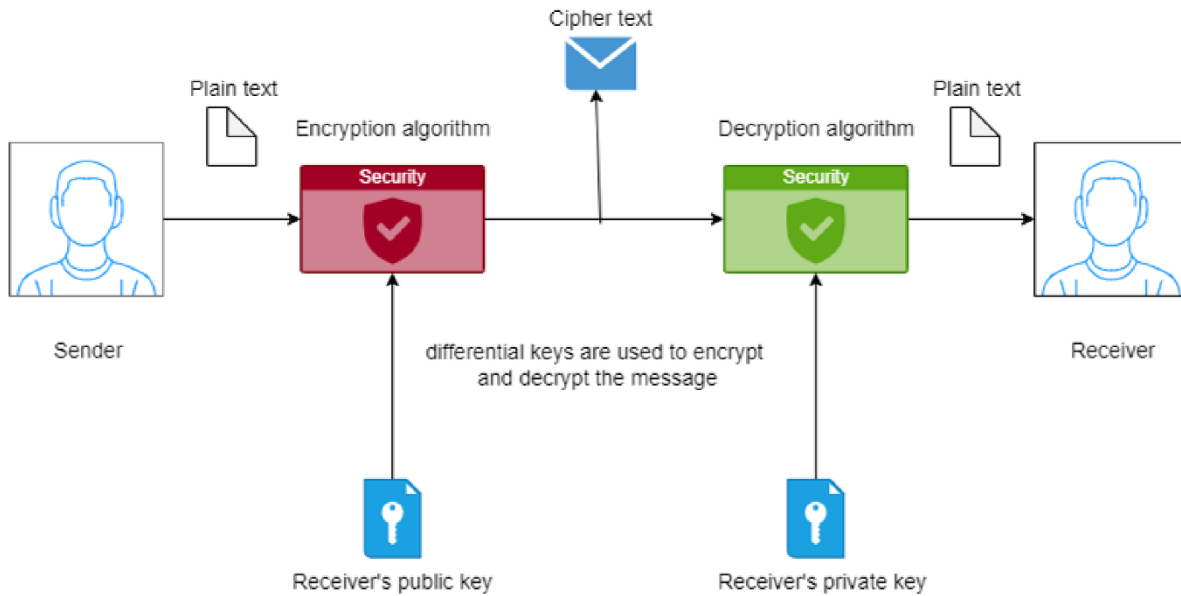 Cipher text
Plain text
Plain text
Encryption algorithm
Decryption algorithm
Security
Security
Sender
differential keys are used to encrypt
and decrypt the message
Receiver
Receiver's public key
Receiver's private key